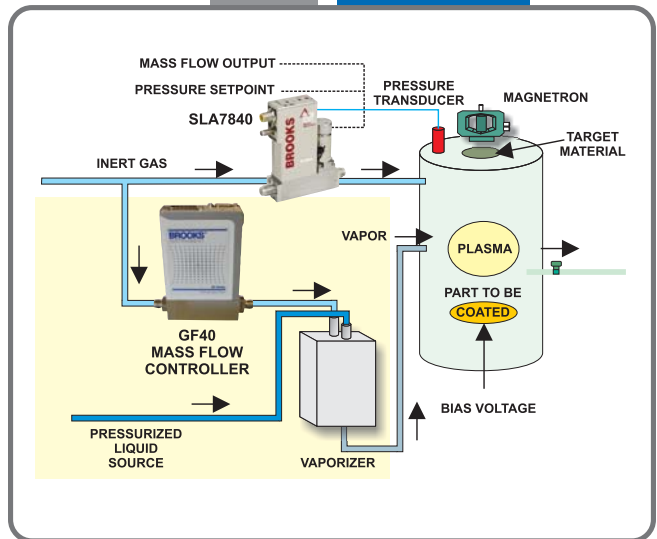 MASS FLOW OUTPUT
PRESSURE SETPOINT
SLA7840
PRESSURE
TRANSDUCER
MAGNETRON
TARGET
MATERIAL
BROOKS
INERT GAS
BROOKS
VAPOR
PLASMA
PART TO BE
COATED
GF40
MASS FLOW
CONTROLLER
BIAS VOLTAGE
PRESSURIZED
LIQUID
SOURCE
VAPORIZER